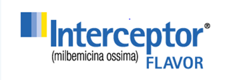 Interceptor®
(milbemicina ossima)
FLAVOR